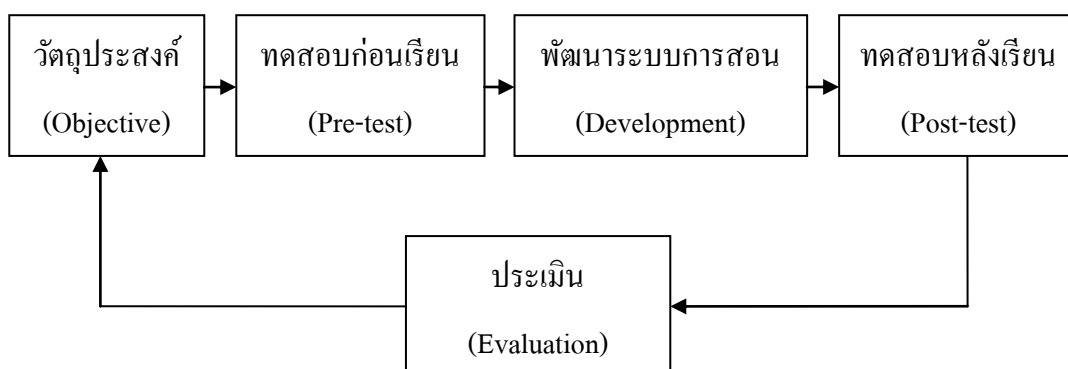 วัตถุประสงค์
(Objective)
ทดสอบก่อนเรียน
(Pre-test)
พัฒนาระบบการสอน
(Development)
ทดสอบหลังเรียน
(Post-test)
ประเมิน
(Evaluation)